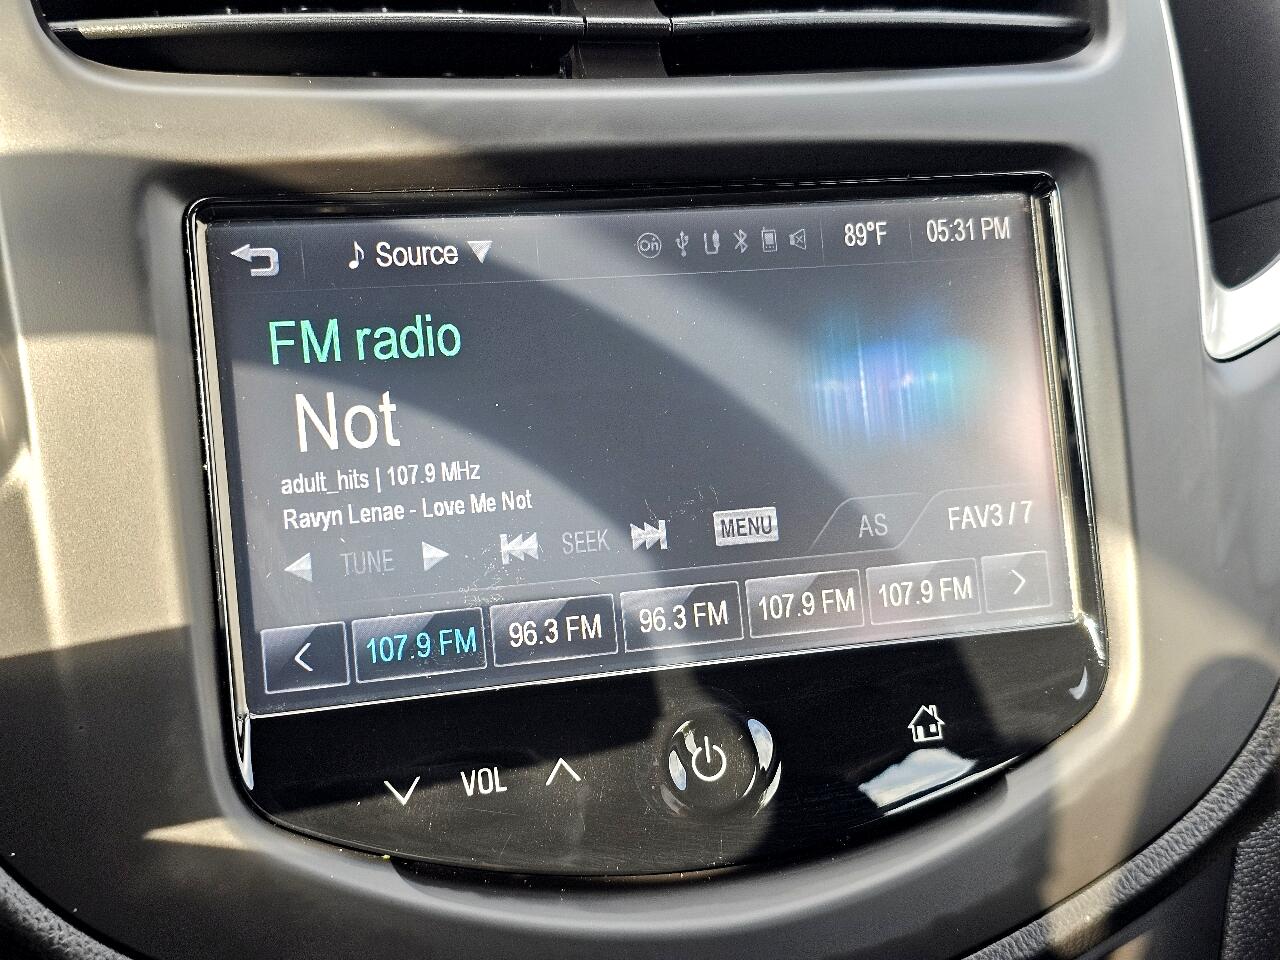 Source
On
89°F
05:31 PM
FM radio
Not
adult_hits | 107.9 MHz
Ravyn Lenae - Love Me Not
TUNE
SEEK
MENU
AS
FAV3 / 7
107.9 FM
96.3 FM
96.3 FM
107.9 FM
107.9 FM
VOL